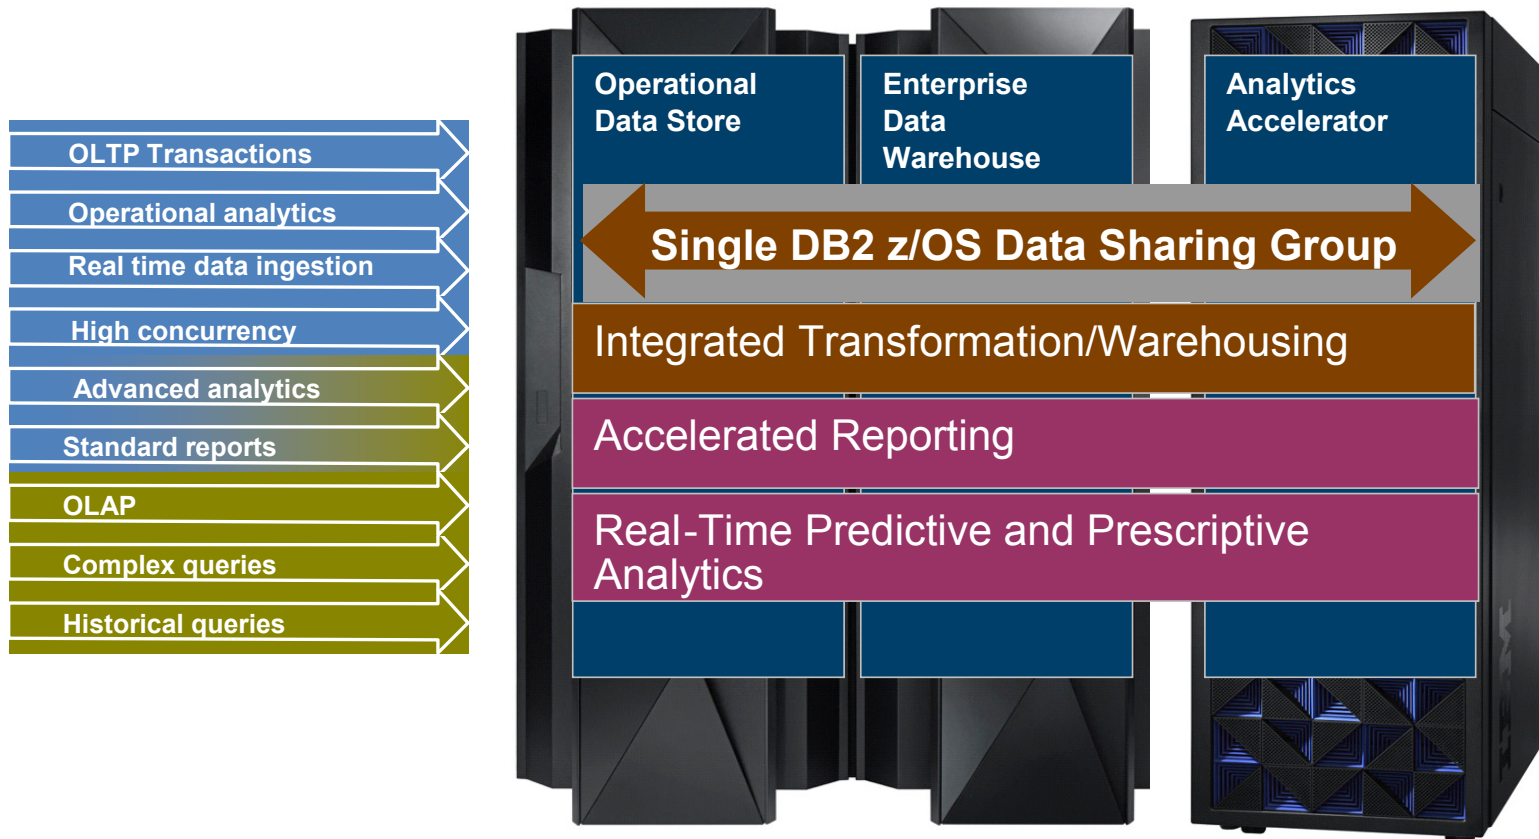 OLTP Transactions
Operational analytics
Real time data ingestion
High concurrency
Advanced analytics
Standard reports
OLAP
Complex queries
Historical queries
Operational
Data Store
Enterprise
Data
Warehouse
Analytics
Accelerator
Single DB2 z/OS Data Sharing Group
Integrated Transformation/Warehousing
Accelerated Reporting
Real-Time Predictive and Prescriptive
Analytics
IBM